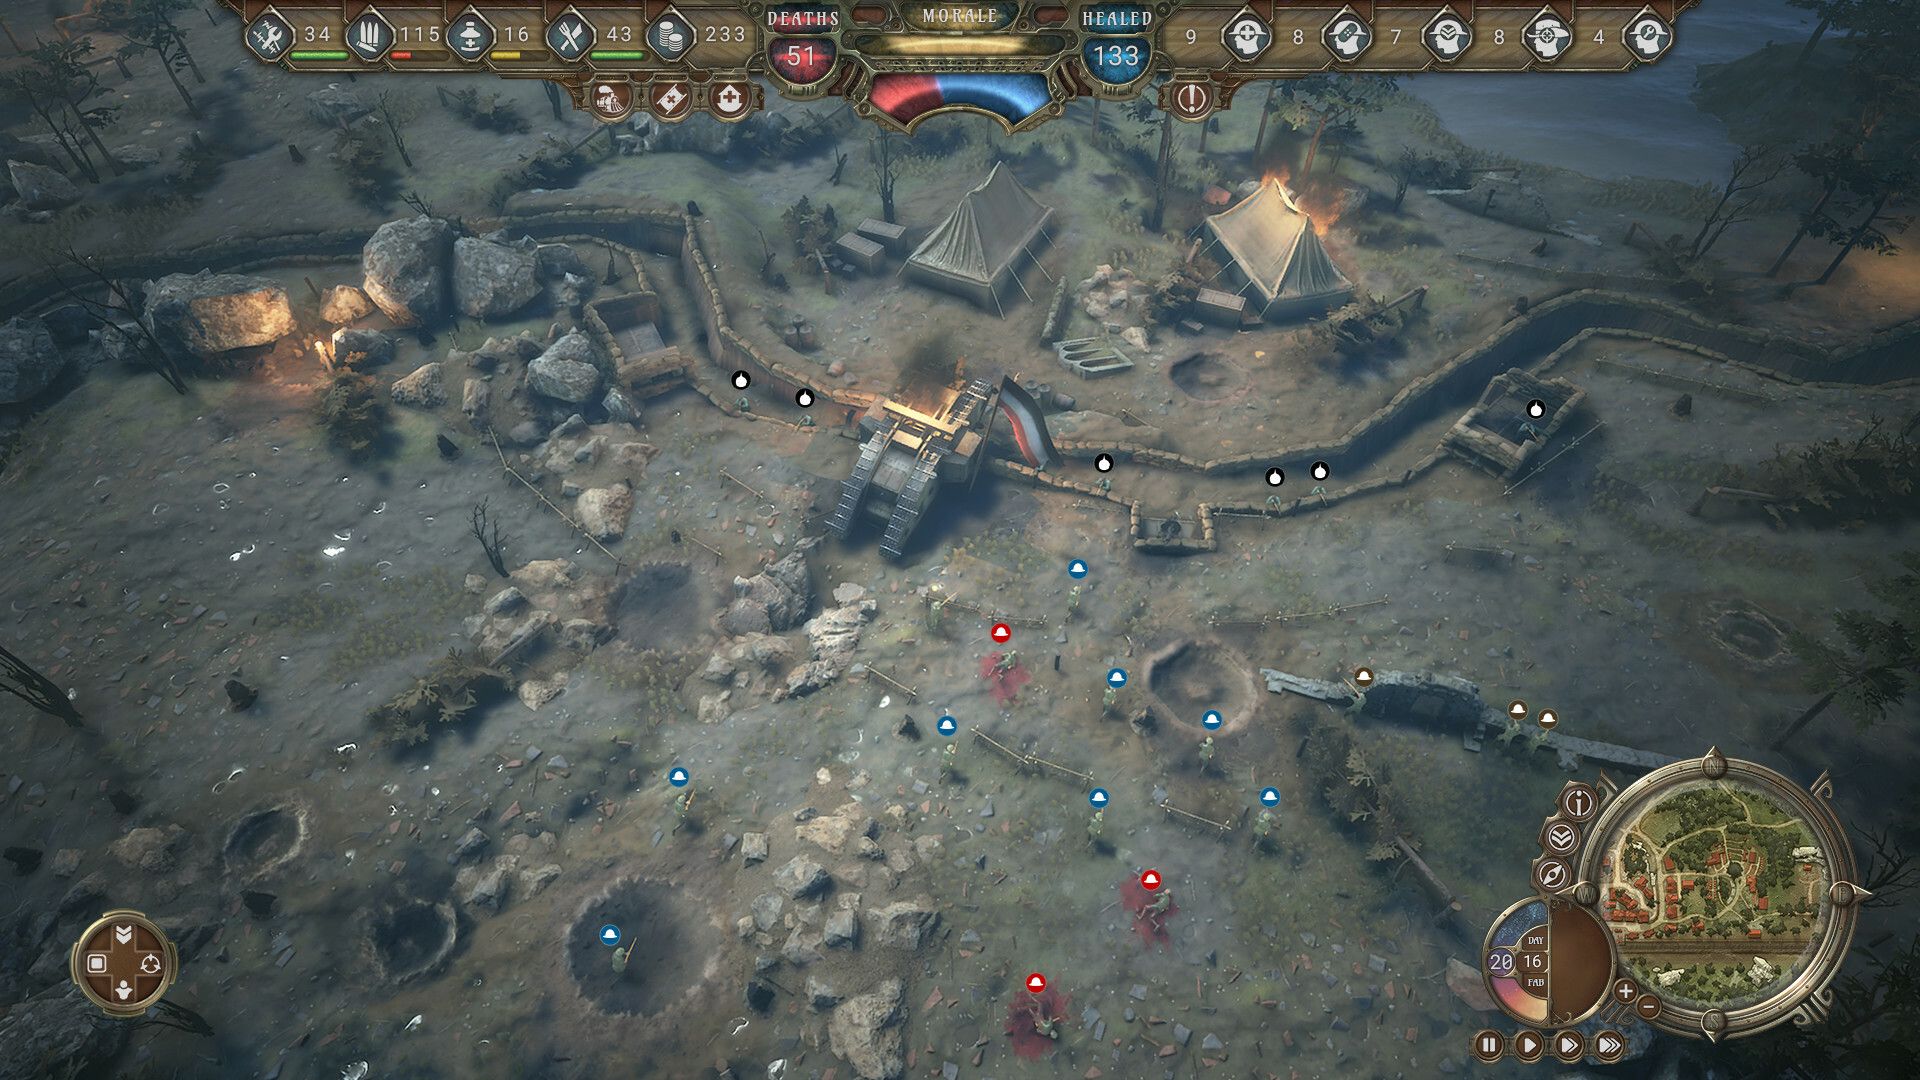 34 115 16 43 233
DEATHS
51
MORALE
HEALED
133
9 8 7 8 4
N
S
DAY
20 16
FAB